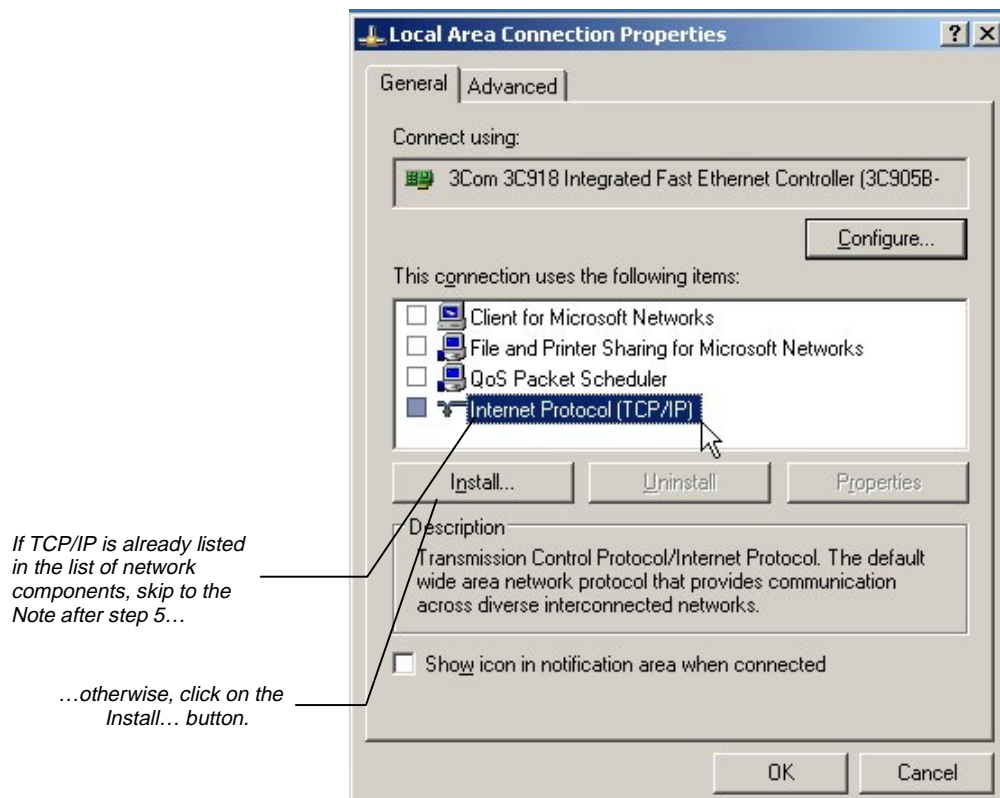 Local Area Connection Properties
General
Advanced
Connect using:
3Com 3C918 Integrated Fast Ethernet Controller (3C905B-
Configure...
This connection uses the following items:
Client for Microsoft Networks
File and Printer Sharing for Microsoft Networks
QoS Packet Scheduler
Internet Protocol (TCP/IP)
Install...
Uninstall
Properties
Description
Transmission Control Protocol/Internet Protocol. The default
wide area network protocol that provides communication
across diverse interconnected networks.
If TCP/IP is already listed
in the list of network
components, skip to the
Note after step 5…
Show icon in notification area when connected
…otherwise, click on the
Install… button.
OK
Cancel